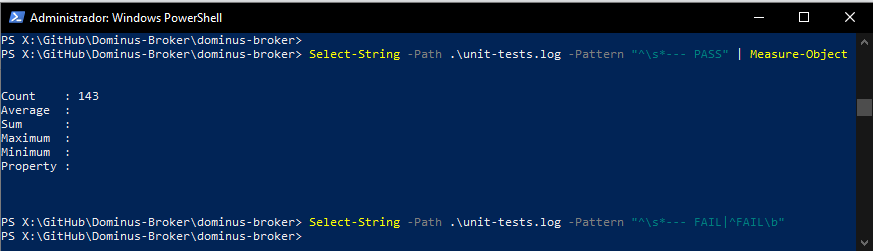 Administrador: Windows PowerShell
PS X:\GitHub\Dominus-Broker\dominus-broker>
PS X:\GitHub\Dominus-Broker\dominus-broker> Select-String -Path .\unit-tests.log -Pattern "^\s*--- PASS" | Measure-Object
Count    : 143
Average  :
Sum      :
Maximum  :
Minimum  :
Property :
PS X:\GitHub\Dominus-Broker\dominus-broker> Select-String -Path .\unit-tests.log -Pattern "^\s*--- FAIL|^FAIL\b"
PS X:\GitHub\Dominus-Broker\dominus-broker>